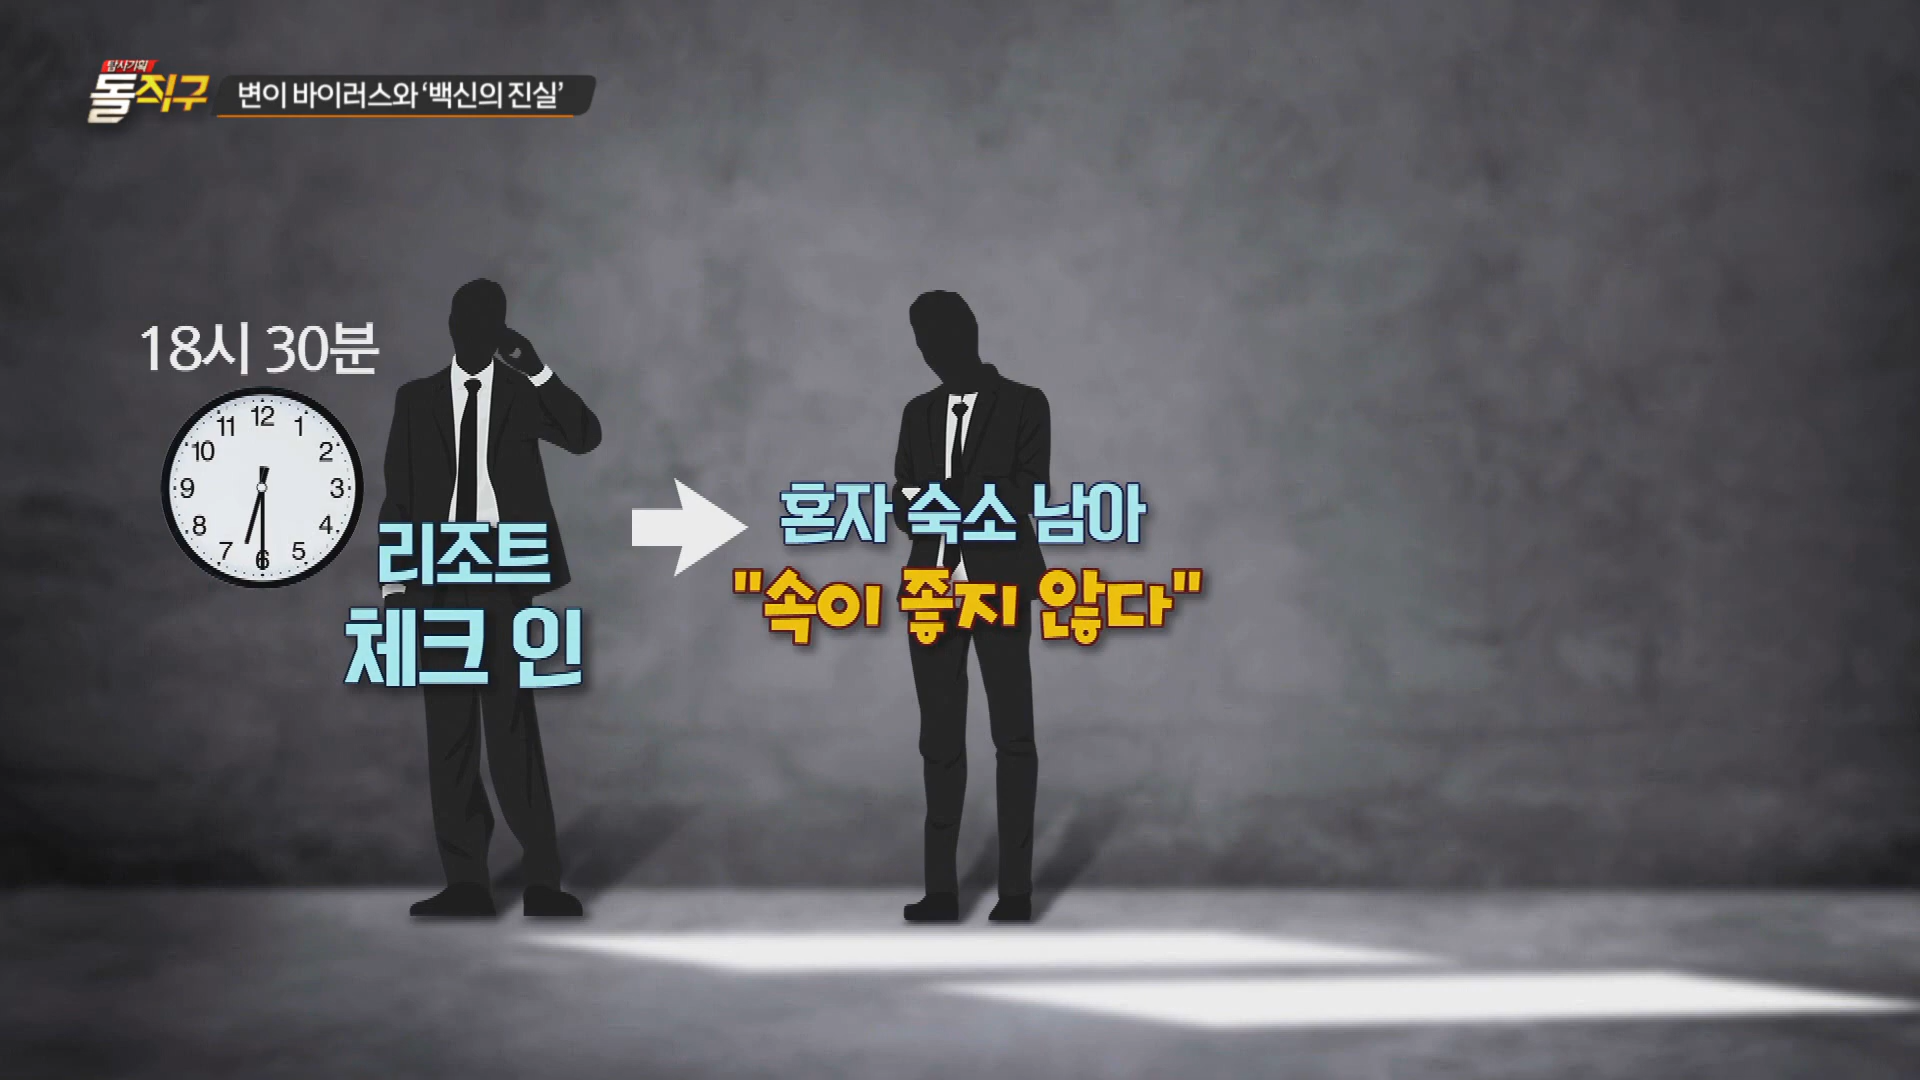 탐사기획
돌직구
변이 바이러스와 ‘백신의 진실’
18시 30분
12
11 1
10 2
9 3
8 4
7 5
6
리조트
체크 인
혼자 숙소 남아
"속이 좋지 않다"